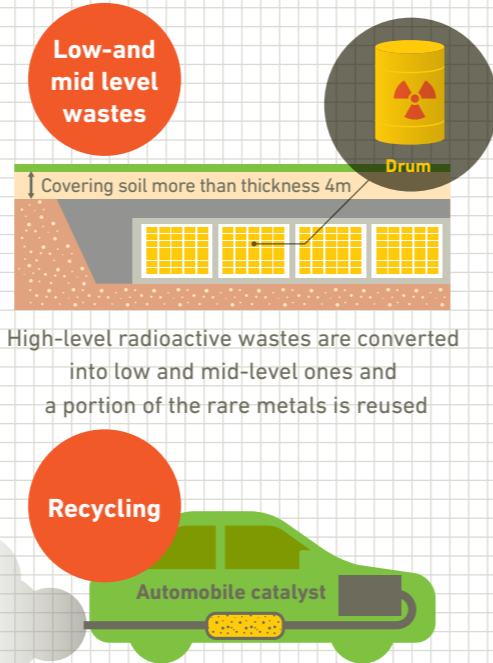 Low-and
mid level
wastes
Drum
Covering soil more than thickness 4m
High-level radioactive wastes are converted
into low and mid-level ones and
a portion of the rare metals is reused
Recycling
Automobile catalyst